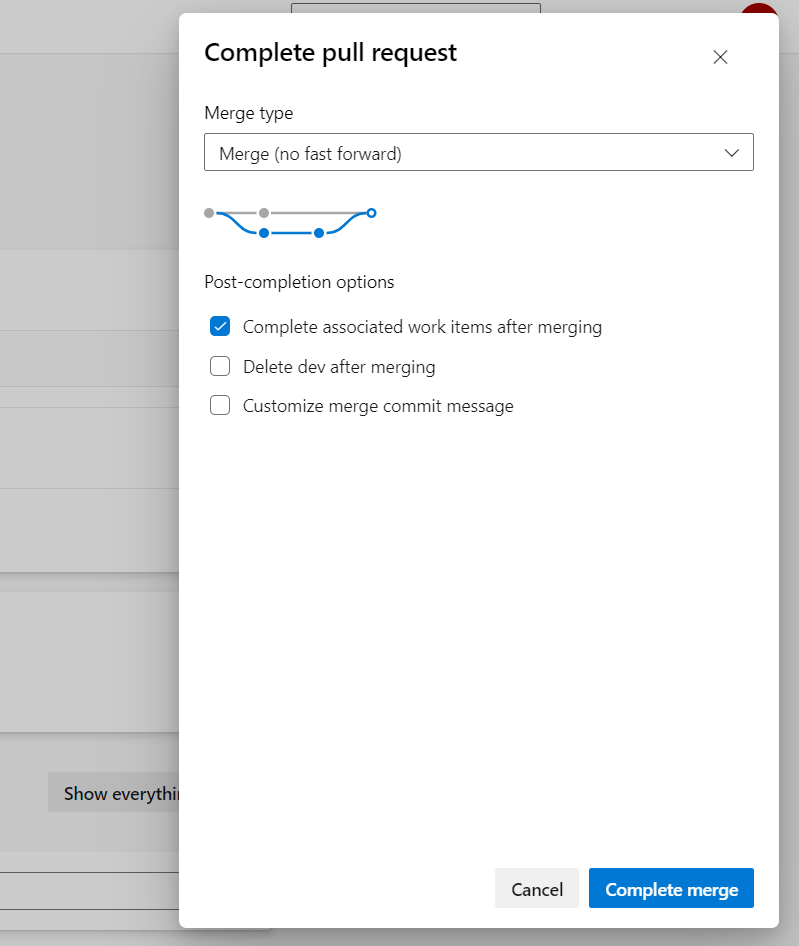 Complete pull request
Merge type
Merge (no fast forward)
Post-completion options
Complete associated work items after merging
Delete dev after merging
Customize merge commit message
Show everythin
Cancel
Complete merge